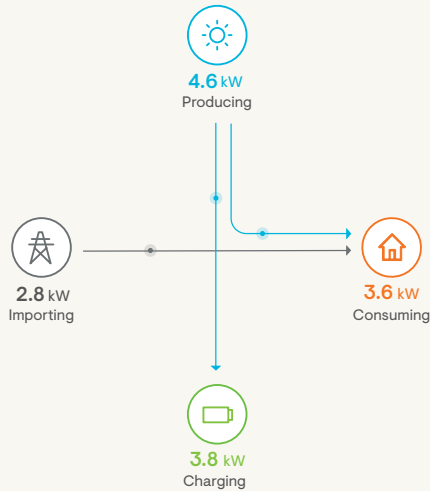 4.6 kW
Producing
2.8 kW
Importing
3.6 kW
Consuming
3.8 kW
Charging